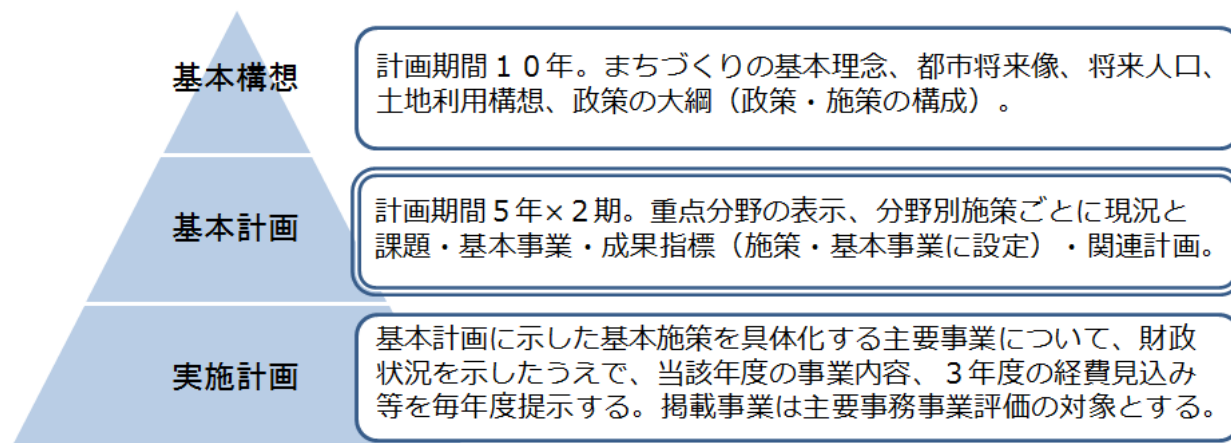 基本構想
計画期間１０年。まちづくりの基本理念、都市将来像、将来人口、
土地利用構想、政策の大綱（政策・施策の構成）。
基本計画
計画期間５年×２期。重点分野の表示、分野別施策ごとに現況と
課題・基本事業・成果指標（施策・基本事業に設定）・関連計画。
実施計画
基本計画に示した基本施策を具体化する主要事業について、財政
状況を示したうえで、当該年度の事業内容、３年度の経費見込み
等を毎年度提示する。掲載事業は主要事務事業評価の対象とする。